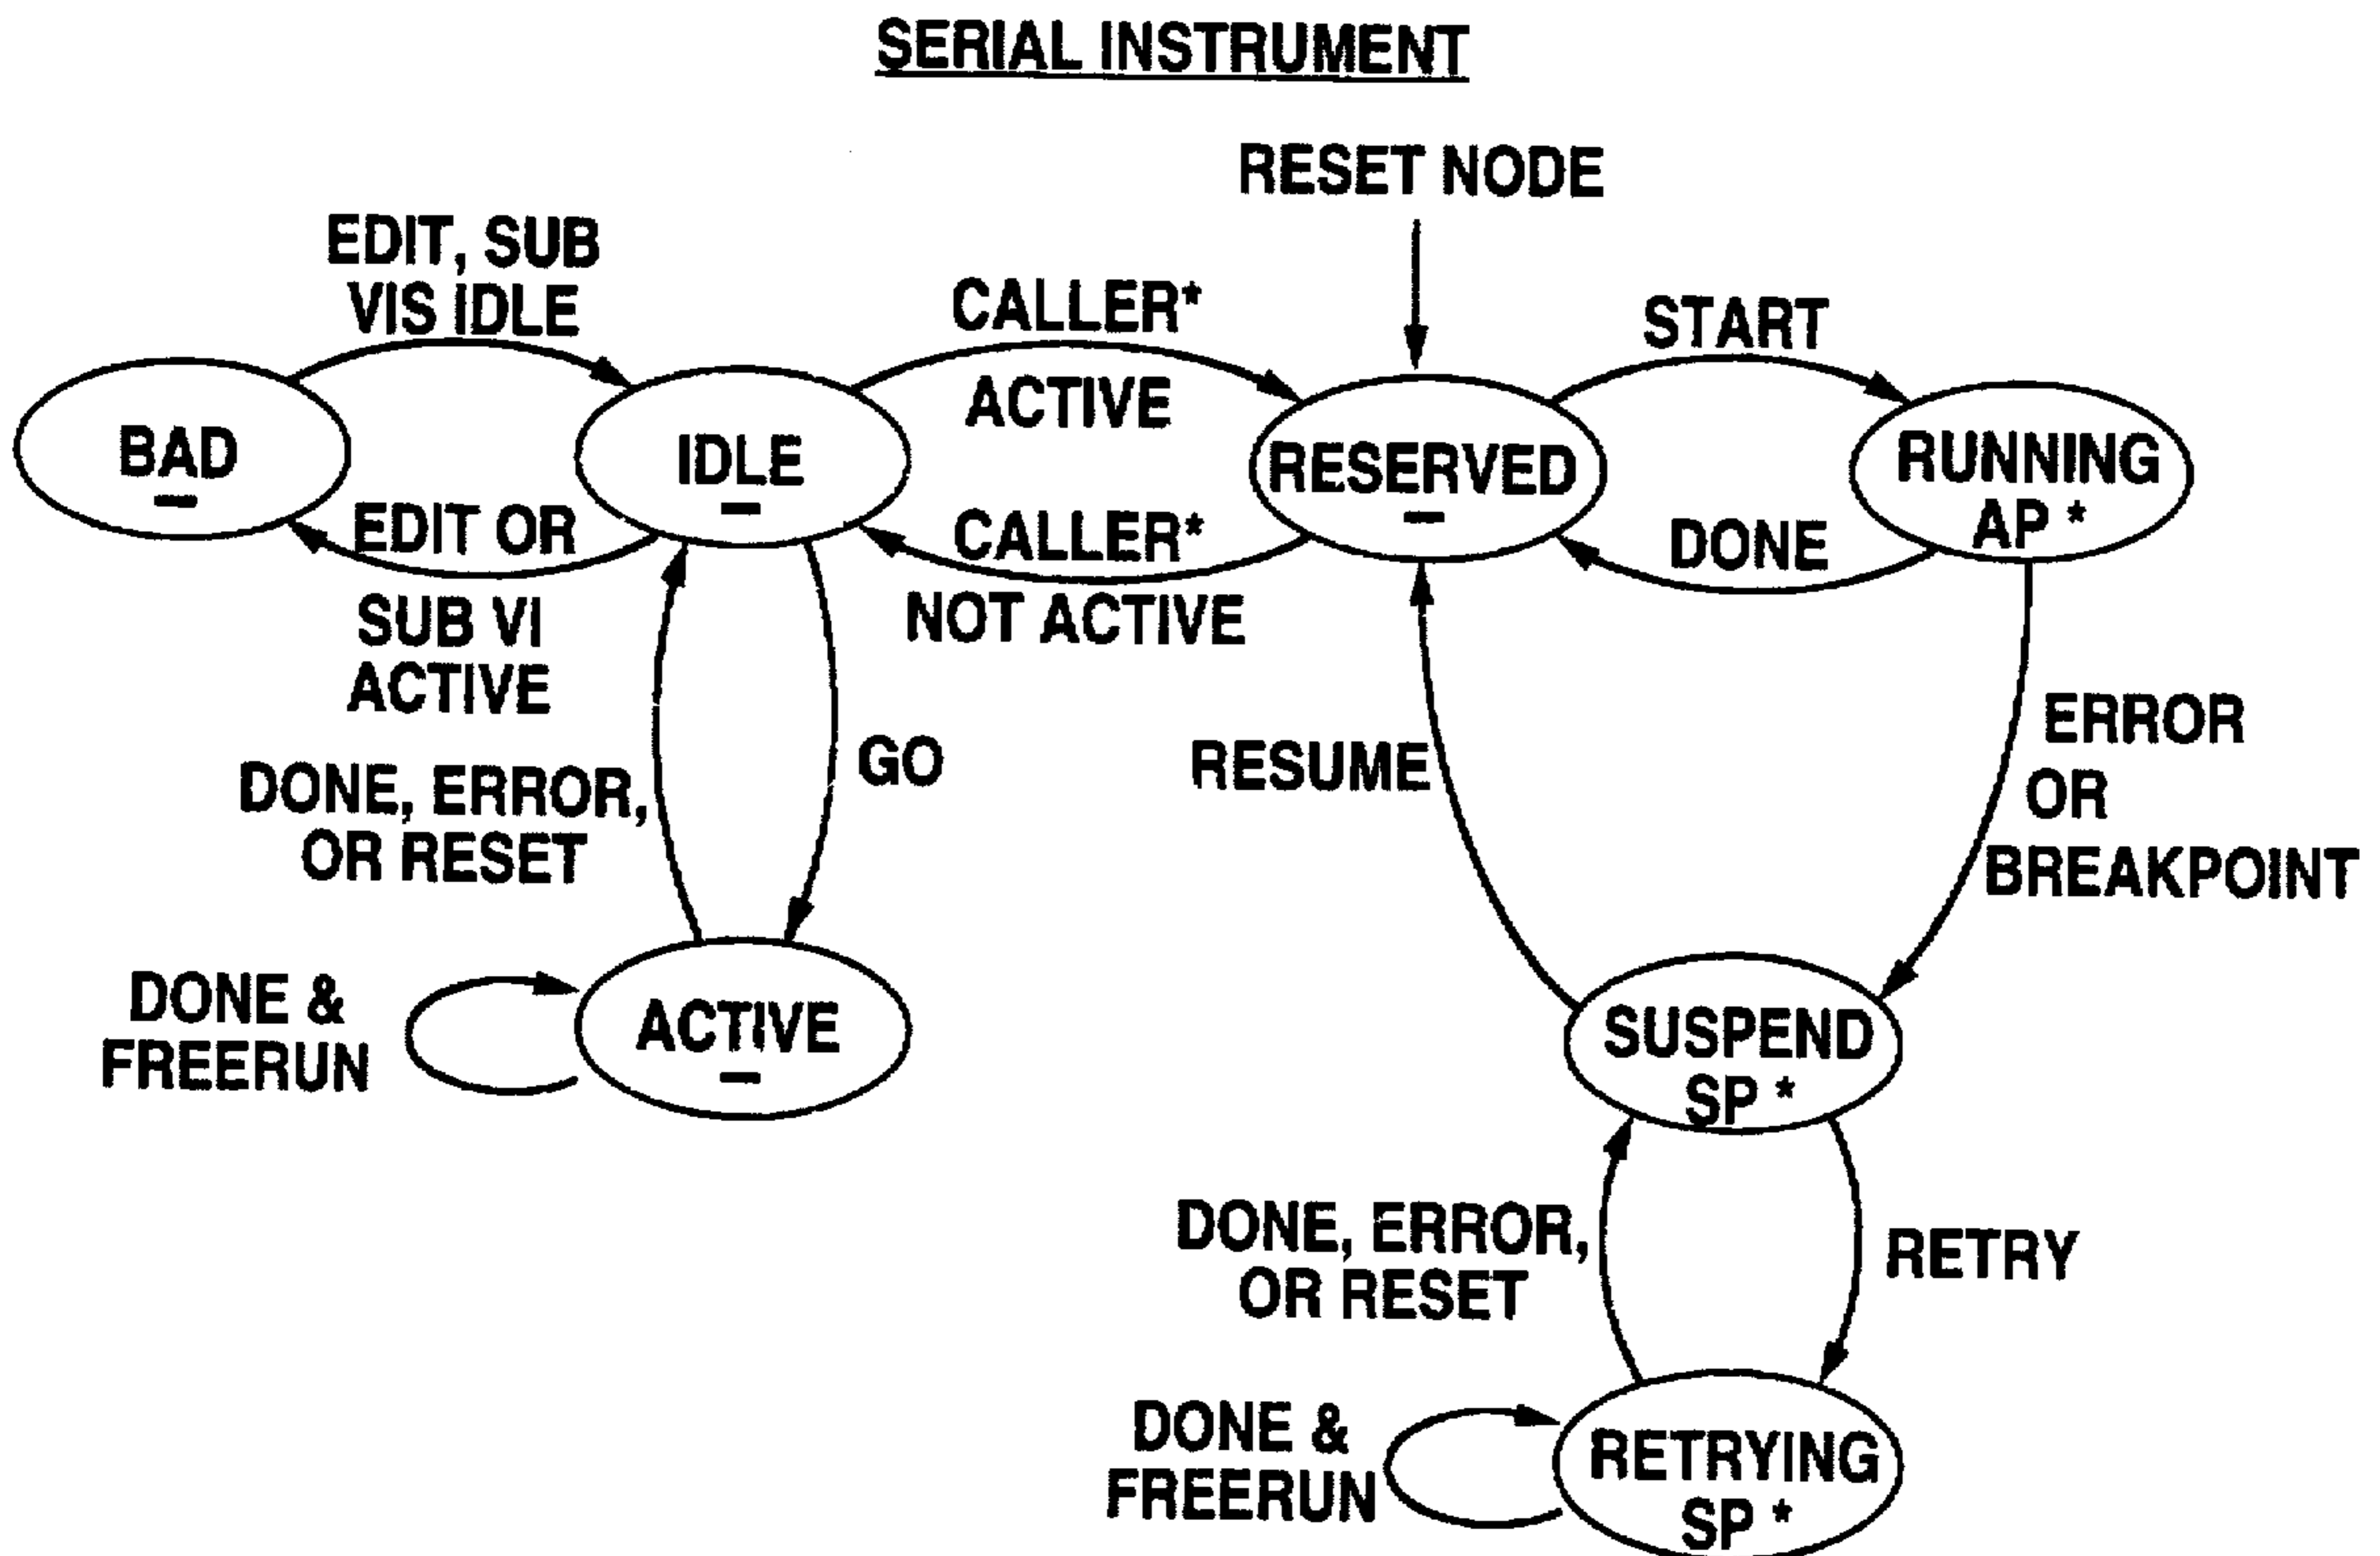 SERIAL INSTRUMENT
RESET NODE
EDIT, SUB
VIS IDLE
CALLER*
ACTIVE
START
BAD
–
IDLE
–
RESERVED
–
RUNNING
AP *
EDIT OR
SUB VI
ACTIVE
CALLER*
NOT ACTIVE
DONE
DONE, ERROR,
OR RESET
GO
RESUME
ERROR
OR
BREAKPOINT
DONE &
FREERUN
ACTIVE
–
SUSPEND
SP *
DONE, ERROR,
OR RESET
RETRY
DONE &
FREERUN
RETRYING
SP *